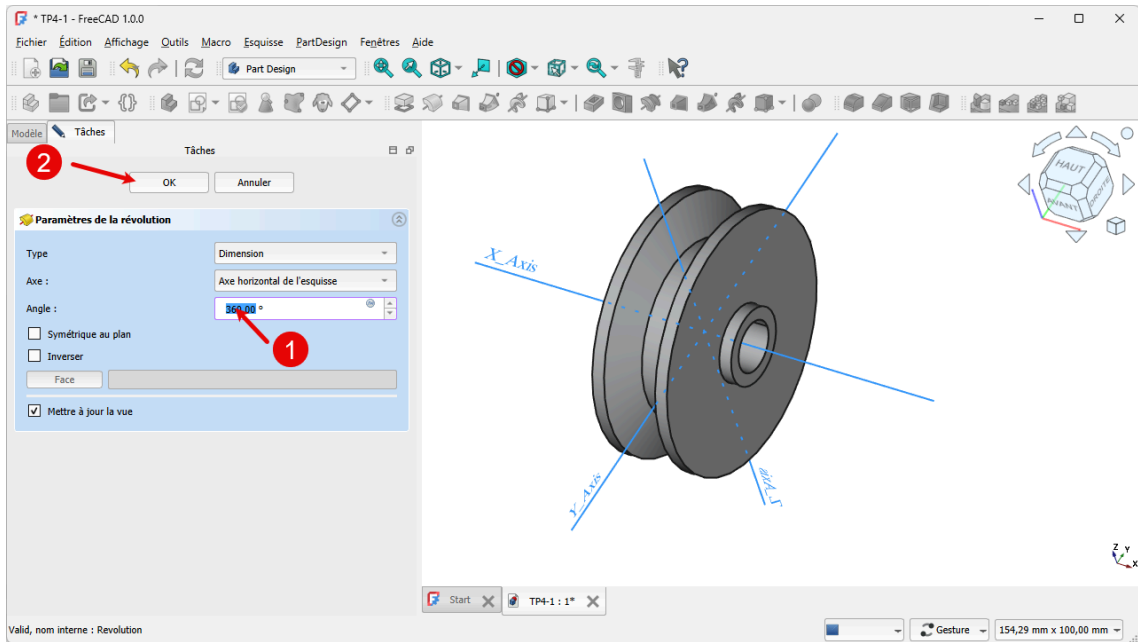 * TP4-1 - FreeCAD 1.0.0
Fichier Édition Affichage Outils Macro Esquisse PartDesign Fenêtres Aide
Part Design
Modèle Tâches
Tâches
2
OK Annuler
Paramètres de la révolution
Type Dimension
Axe : Axe horizontal de l'esquisse
Angle : 360,00 °
1
Symétrique au plan
Inverser
Face
Mettre à jour la vue
HAUT
AVANT
DROITE
X_Axis
Y_Axis
Z_Axis
Z Y
X
Start TP4-1 : 1*
Valid, nom interne : Revolution
Gesture 154,29 mm x 100,00 mm